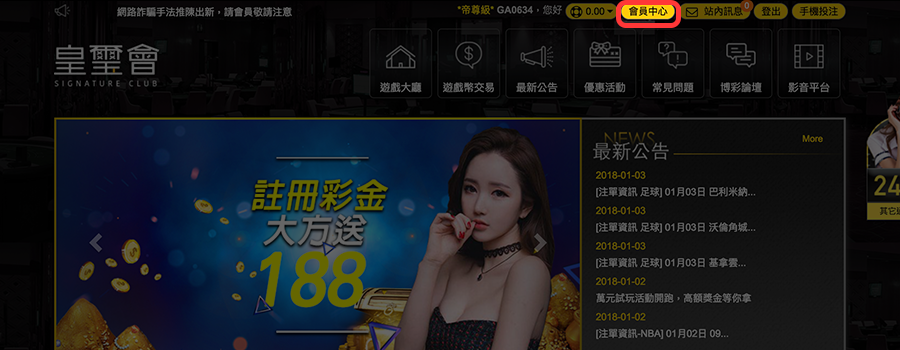 網路詐騙手法推陳出新，請會員敬請注意
*帝尊級* GA0634，您好
0.00
會員中心
站內訊息
0
登出
手機投注
皇璽會
SIGNATURE CLUB
遊戲大廳
遊戲幣交易
最新公告
優惠活動
常見問題
博彩論壇
影音平台
註冊彩金
大方送
188
NEWS
最新公告
More
2018-01-03
[注單資訊 足球] 01月03日 巴利米納...
2018-01-03
[注單資訊 足球] 01月03日 沃倫角城...
2018-01-03
[注單資訊 足球] 01月03日 基拿雲...
2018-01-02
萬元試玩活動開跑，高額獎金等你拿
2018-01-02
[注單資訊-NBA] 01月02日 09...
24